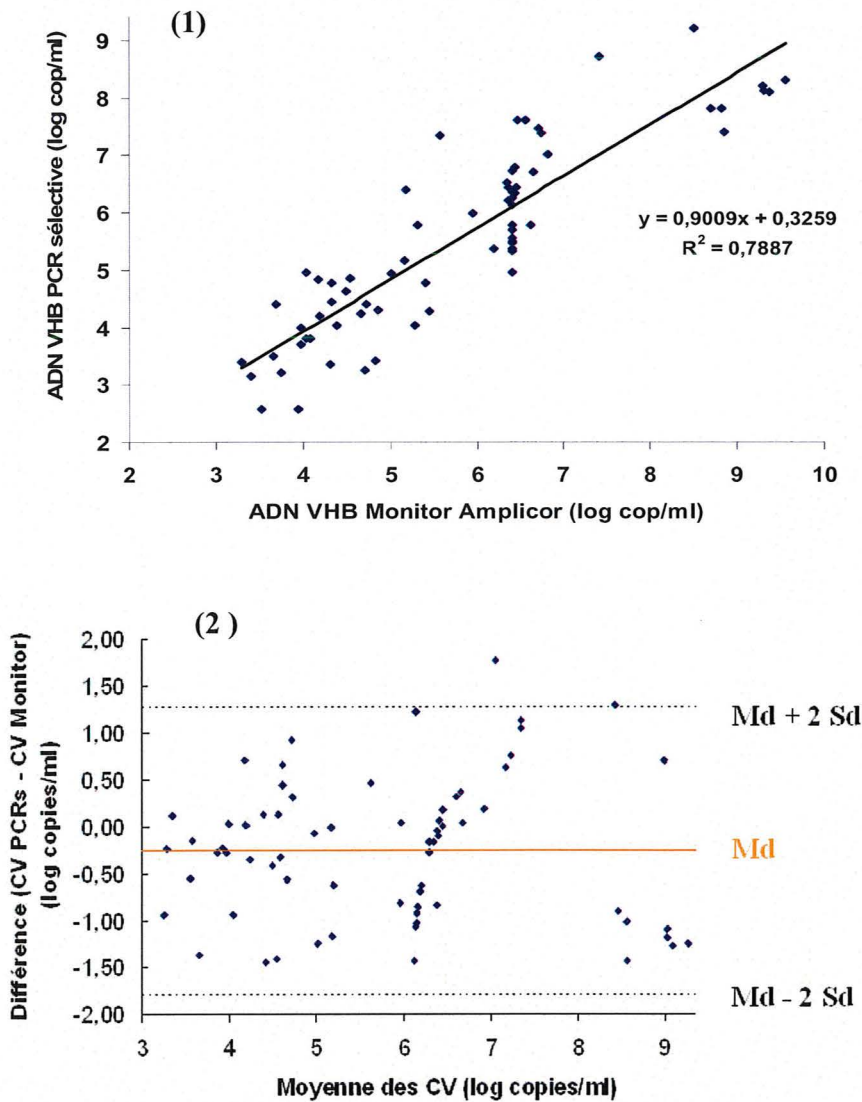 (1)
9
8
7
6
5
4
3
2
ADN VHB PCR sélective (log cop/ml)
y = 0,9009x + 0,3259
R² = 0,7887
2 3 4 5 6 7 8 9 10
ADN VHB Monitor Amplicor (log cop/ml)
(2 )
2,00
1,50
1,00
0,50
0,00
-0,50
-1,00
-1,50
-2,00
Différence (CV PCRs - CV Monitor)
(log copies/ml)
Md + 2 Sd
Md
Md - 2 Sd
3 4 5 6 7 8 9
Moyenne des CV (log copies/ml)